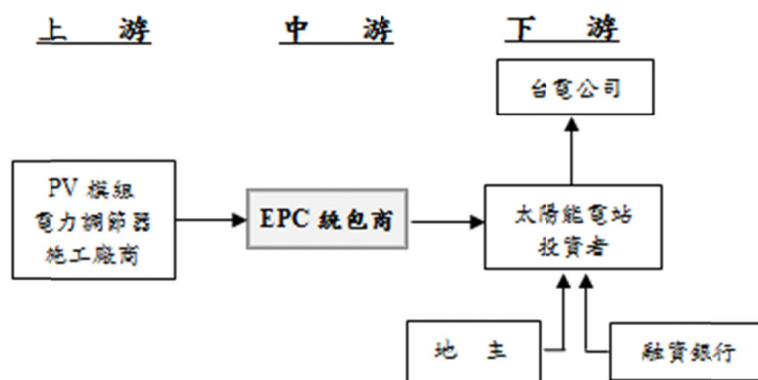 上 游
中 游
下 游
台電公司
PV 模組
電力調節器
施工廠商
EPC 統包商
太陽能電站
投資者
地 主
融資銀行